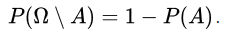 P(Ω \ A) = 1 − P(A).